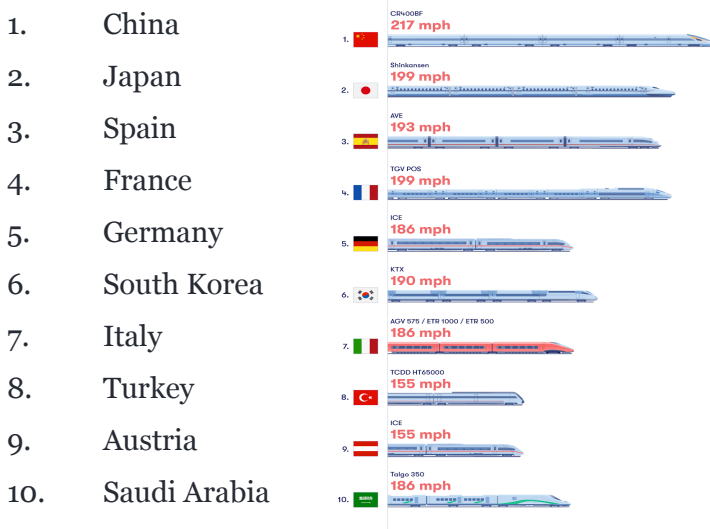 1. China
2. Japan
3. Spain
4. France
5. Germany
6. South Korea
7. Italy
8. Turkey
9. Austria
10. Saudi Arabia
CR400BF
1. 217 mph
Shinkansen
2. 199 mph
AVE
3. 193 mph
TGV POS
4. 199 mph
ICE
5. 186 mph
KTX
6. 190 mph
AGV 575 / ETR 1000 / ETR 500
7. 186 mph
TCDD HT65000
8. 155 mph
ICE
9. 155 mph
Talgo 350
10. 186 mph